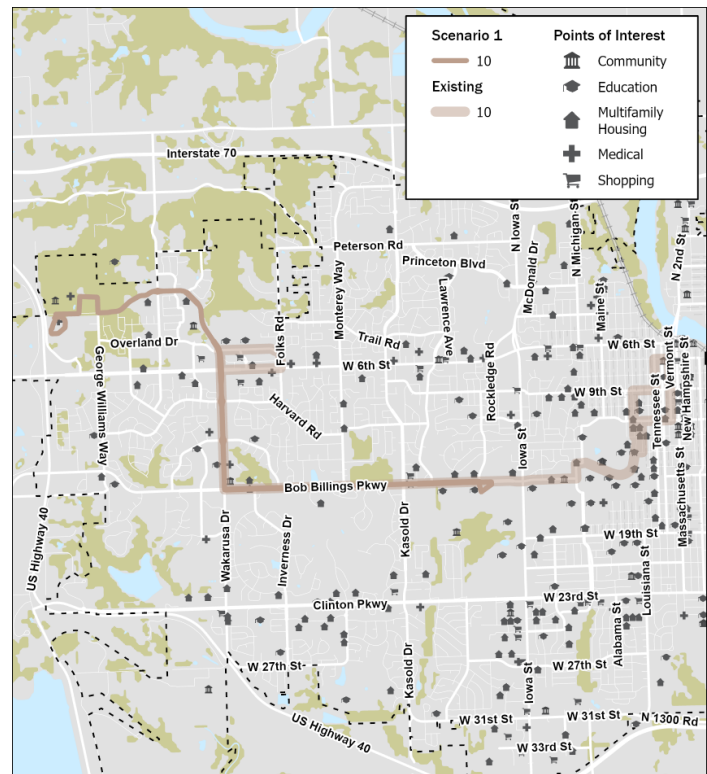 Scenario 1
10
Existing
10
Points of Interest
Community
Education
Multifamily
Housing
Medical
Shopping
Interstate 70
N Iowa St
N Michigan St
N 2nd St
Peterson Rd
Princeton Blvd
McDonald Dr
Monterey Way
Lawrence Ave
Maine St
Folks Rd
Trail Rd
Overland Dr
W 6th St
W 6th St
George Williams Way
Rockledge Rd
W 9th St
Tennessee St
Vermont St
New Hampshire St
Harvard Rd
Iowa St
Massachusetts St
Bob Billings Pkwy
US Highway 40
Wakarusa Dr
Inverness Dr
Kasold Dr
W 19th St
Louisiana St
Clinton Pkwy
W 23rd St
Alabama St
W 27th St
W 27th St
Kasold Dr
Iowa St
US Highway 40
W 31st St
W 31st St
N 1300 Rd
W 33rd St